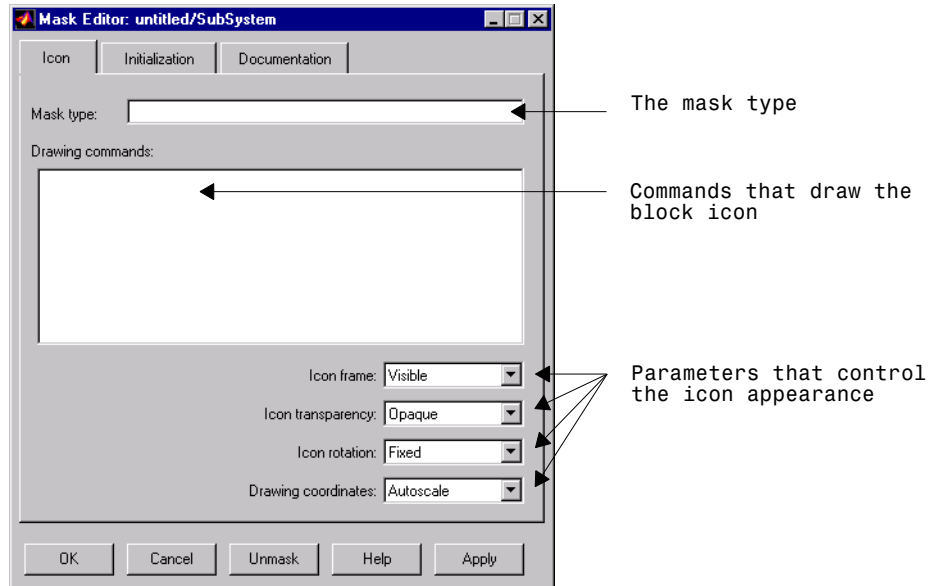 Mask Editor: untitled/SubSystem
Icon
Initialization
Documentation
Mask type:
The mask type
Drawing commands:
Commands that draw the
block icon
Icon frame: Visible
Parameters that control
the icon appearance
Icon transparency: Opaque
Icon rotation: Fixed
Drawing coordinates: Autoscale
OK
Cancel
Unmask
Help
Apply